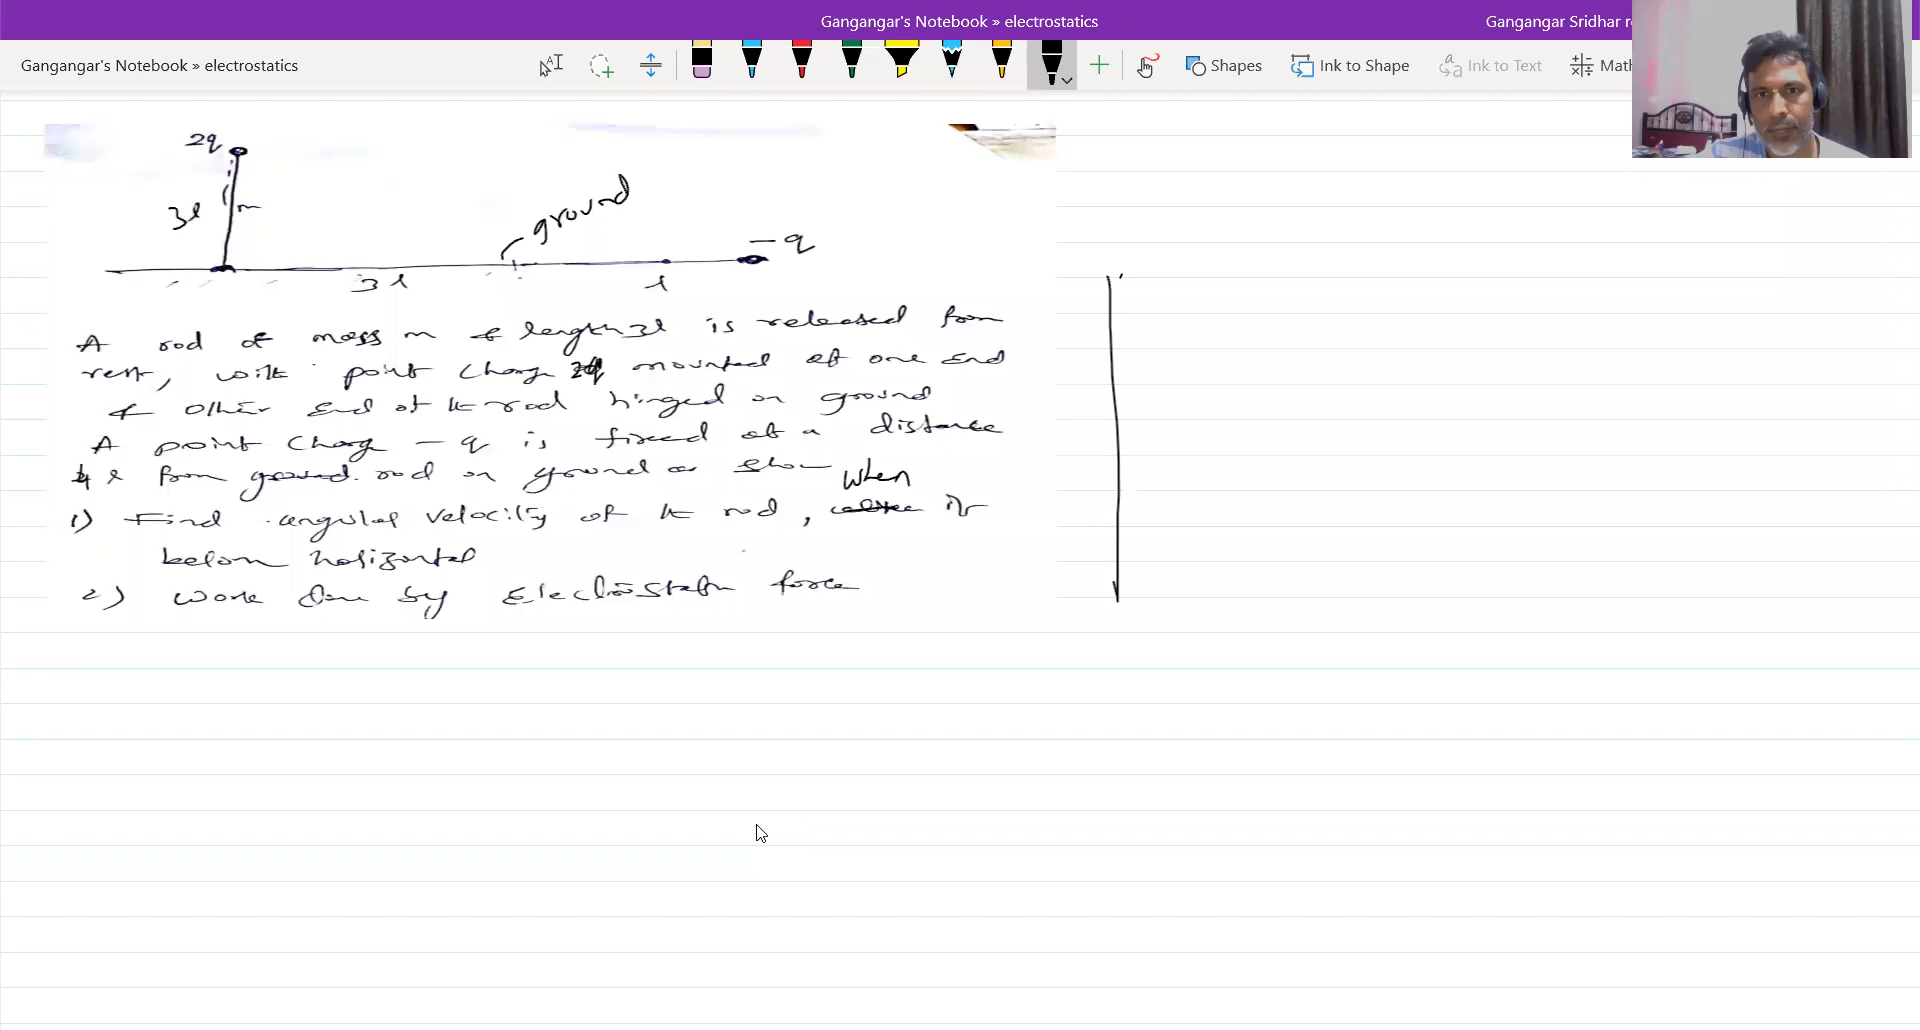 Gangangar's Notebook » electrostatics
Gangangar Sridhar
Gangangar's Notebook » electrostatics
Shapes
Ink to Shape
Ink to Text
Math
2q
3l
m
ground
-q
3l
l
A rod of mass m & length 3l is released from
rest, with point charge 2q mounted at one end
& other end of the rod hinged on ground
A point charge -q is fixed at a distance
4l from rod on ground as show
when
1) Find angular velocity of the rod, it
below horizontal
2) work done by Electrostatic force